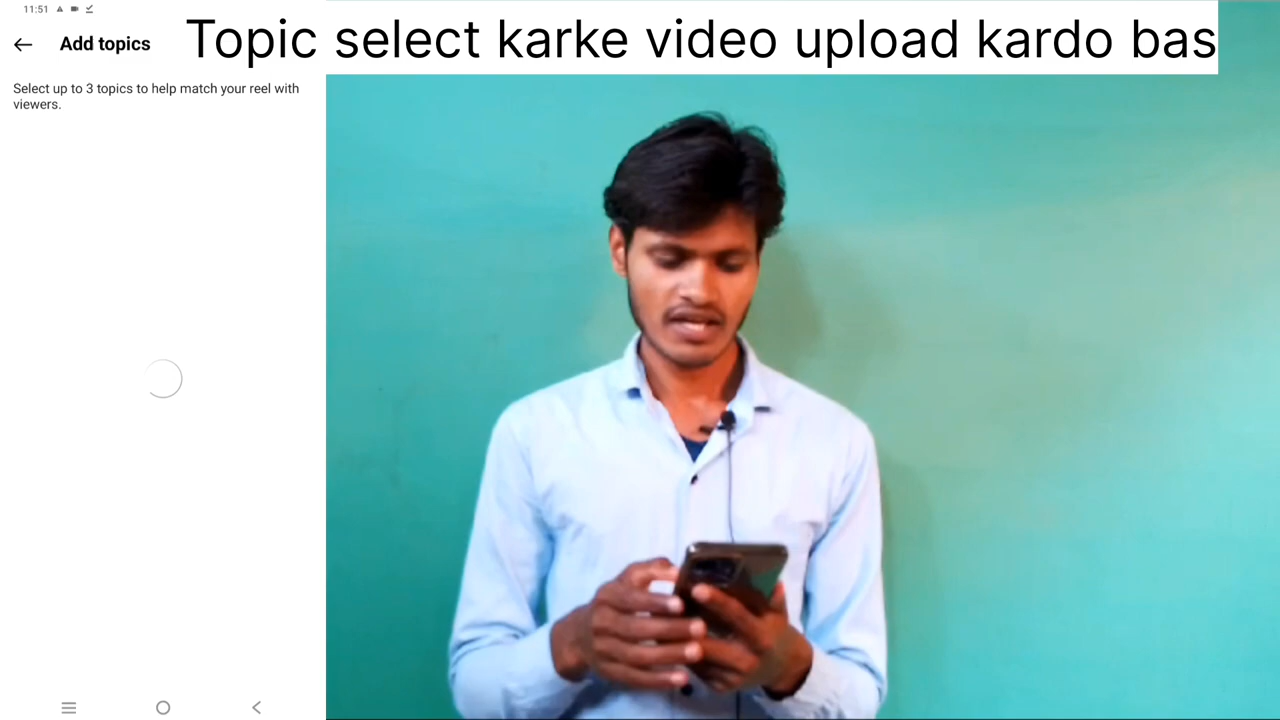 11:51
Add topics
Topic select karke video upload kardo bas
Select up to 3 topics to help match your reel with
viewers.